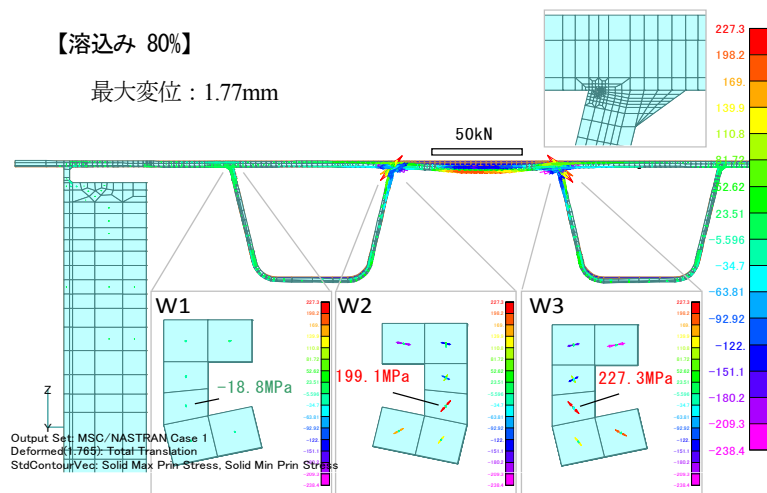 【溶込み 80%】
最大変位：1.77mm
50kN
227.3
198.2
169.
139.9
110.8
81.72
52.62
23.51
-5.596
-34.7
-63.81
-92.92
-122.
-151.1
-180.2
-209.3
-238.4
W1
-18.8MPa
W2
199.1MPa
W3
227.3MPa
Z
Y
Output Set: MSC/NASTRAN Case 1
Deformed(1.765): Total Translation
StdContourVec: Solid Max Prin Stress, Solid Min Prin Stress